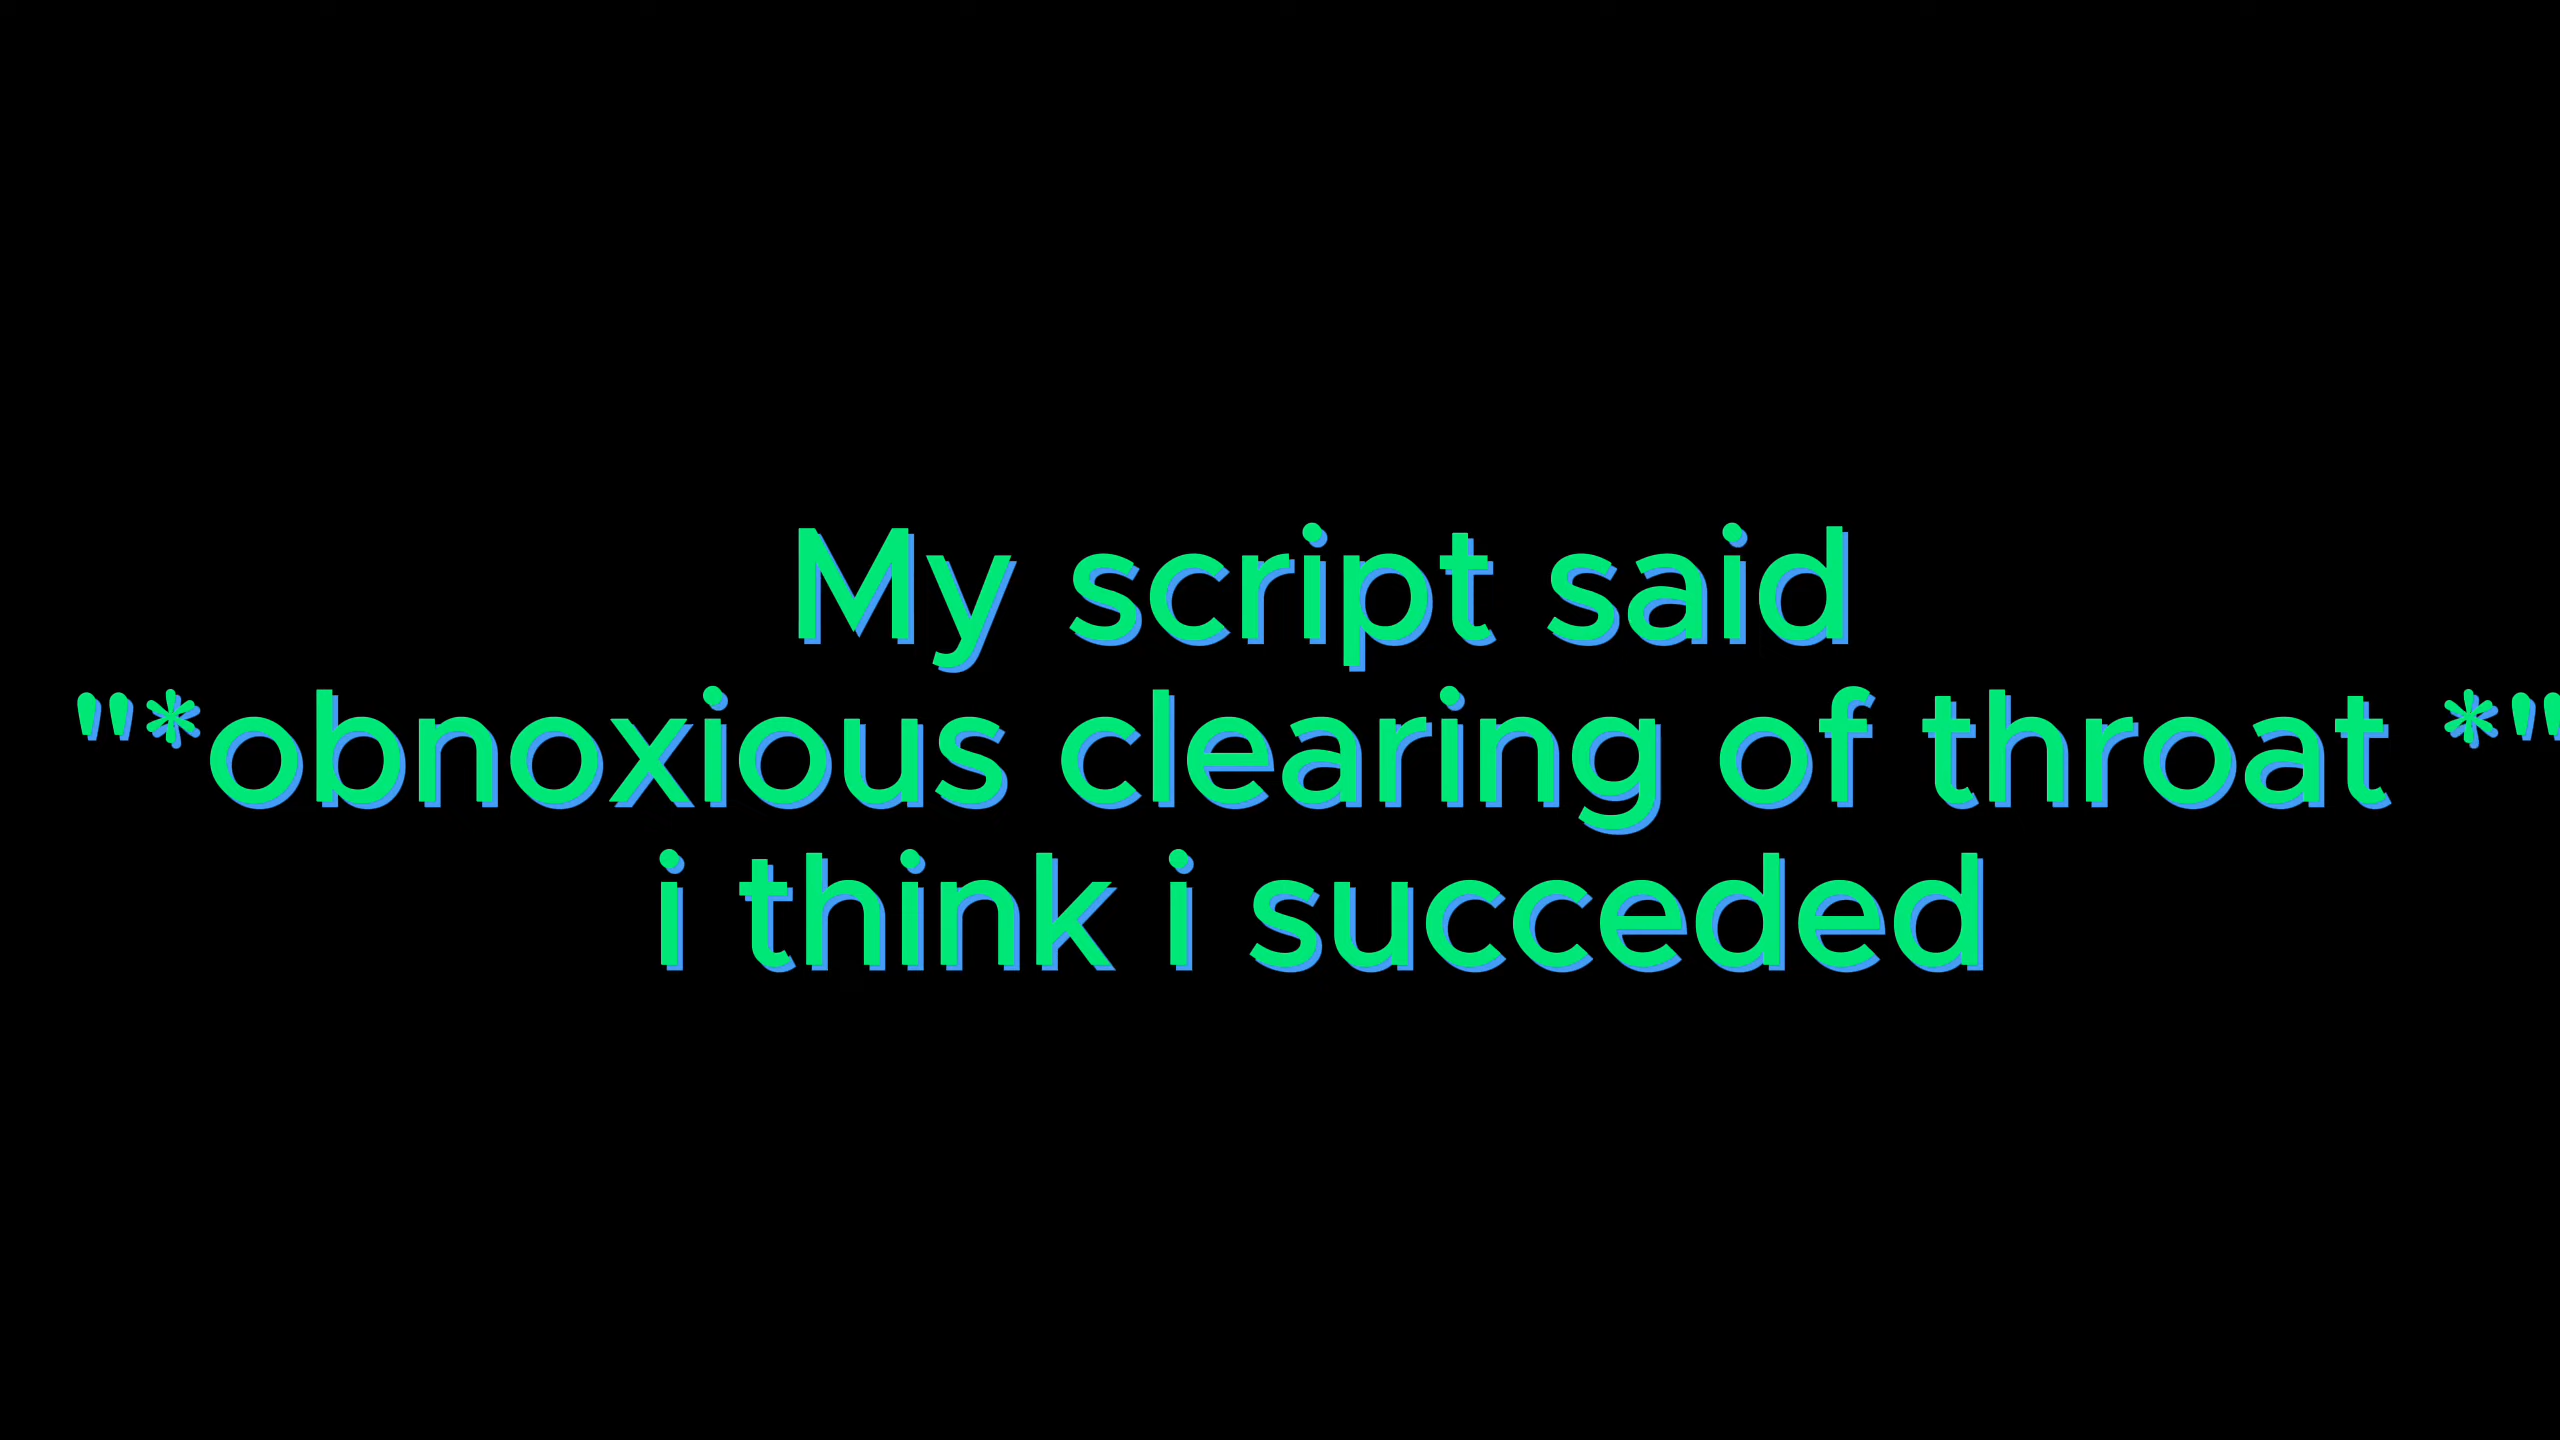 My script said
"*obnoxious clearing of throat *"
i think i succeded